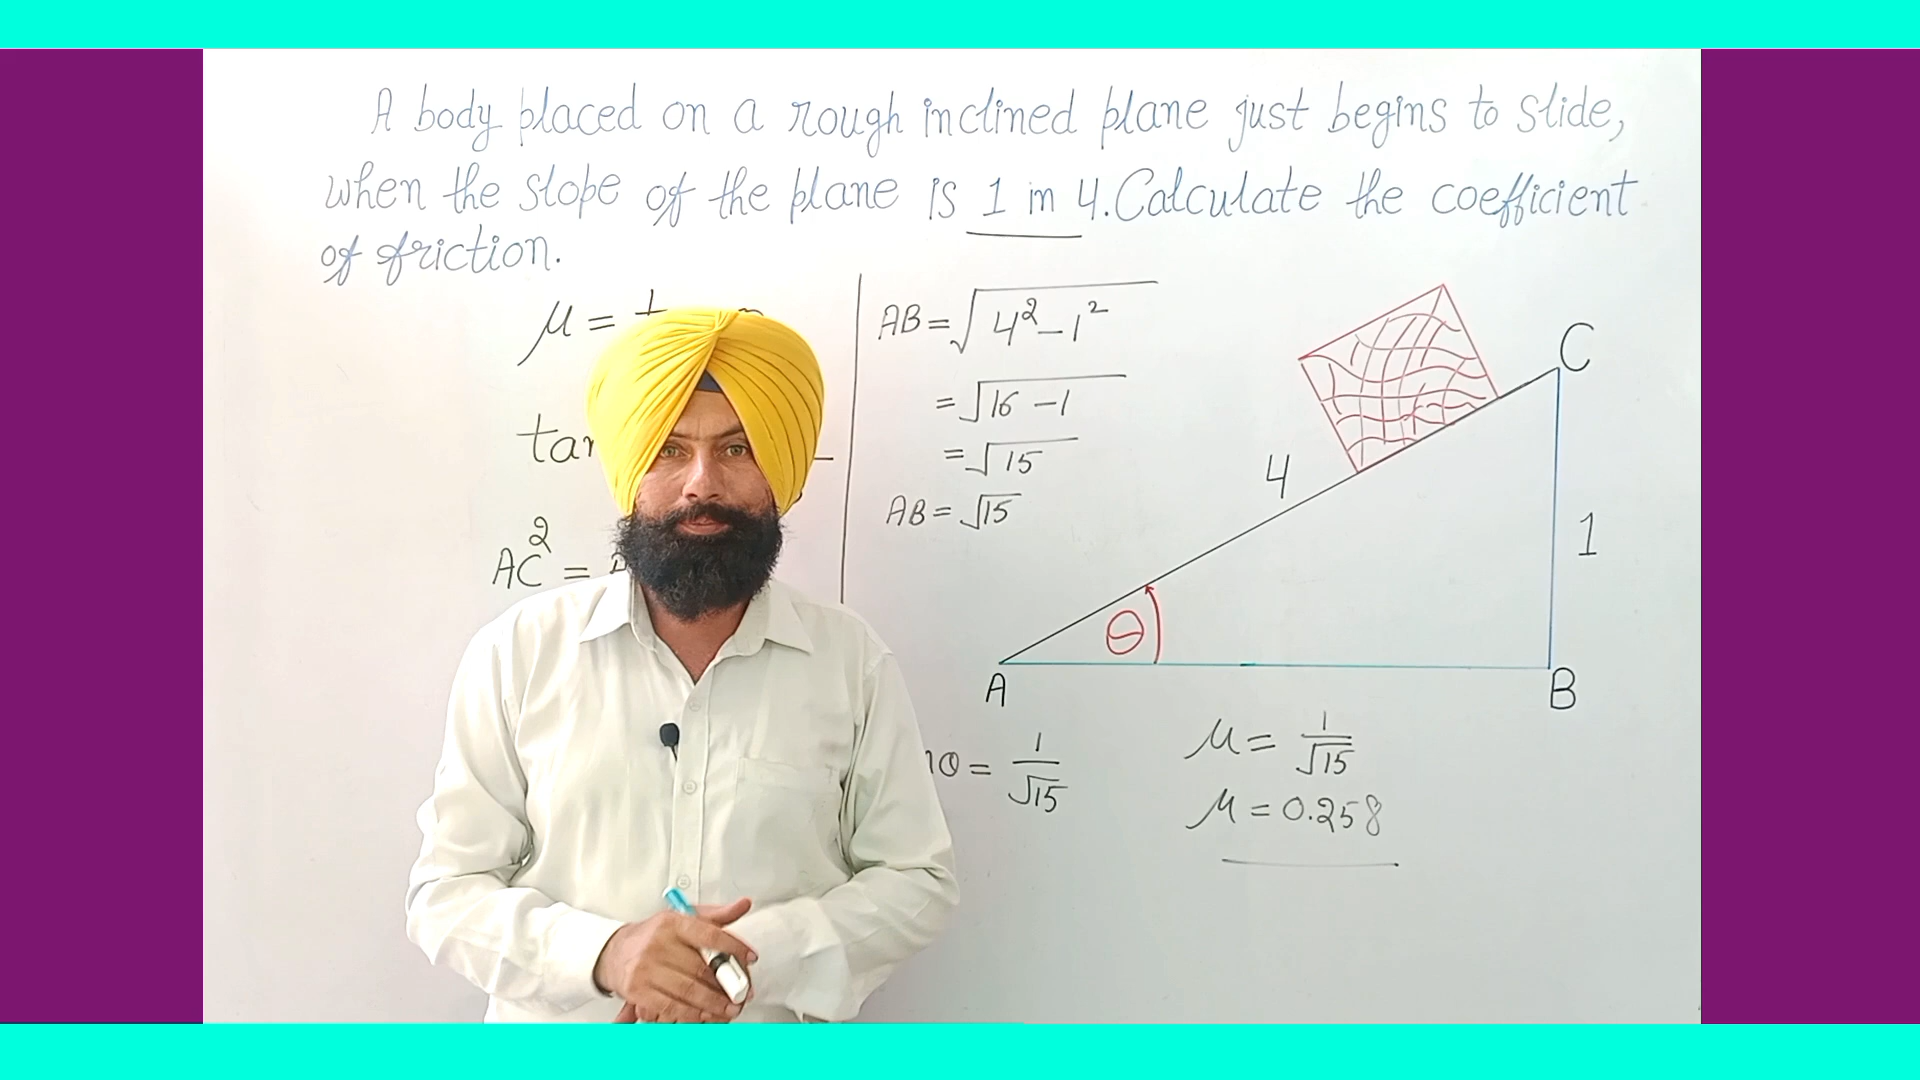 A body placed on a rough inclined plane just begins to slide,
when the slope of the plane is 1 in 4. Calculate the coefficient
of friction.
μ =
AC² =
AB = √4² – 1²
= √16 – 1
= √15
AB = √15
C
4
1
θ
A
B
θ = 1/√15
μ = 1/√15
μ = 0.258